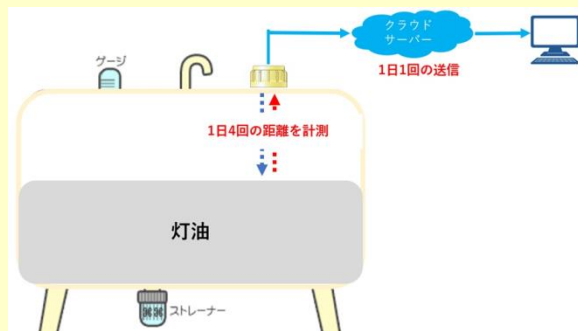 クラウド
サーバー
ゲージ
1日1回の送信
1日4回の距離を計測
灯油
ストレーナー